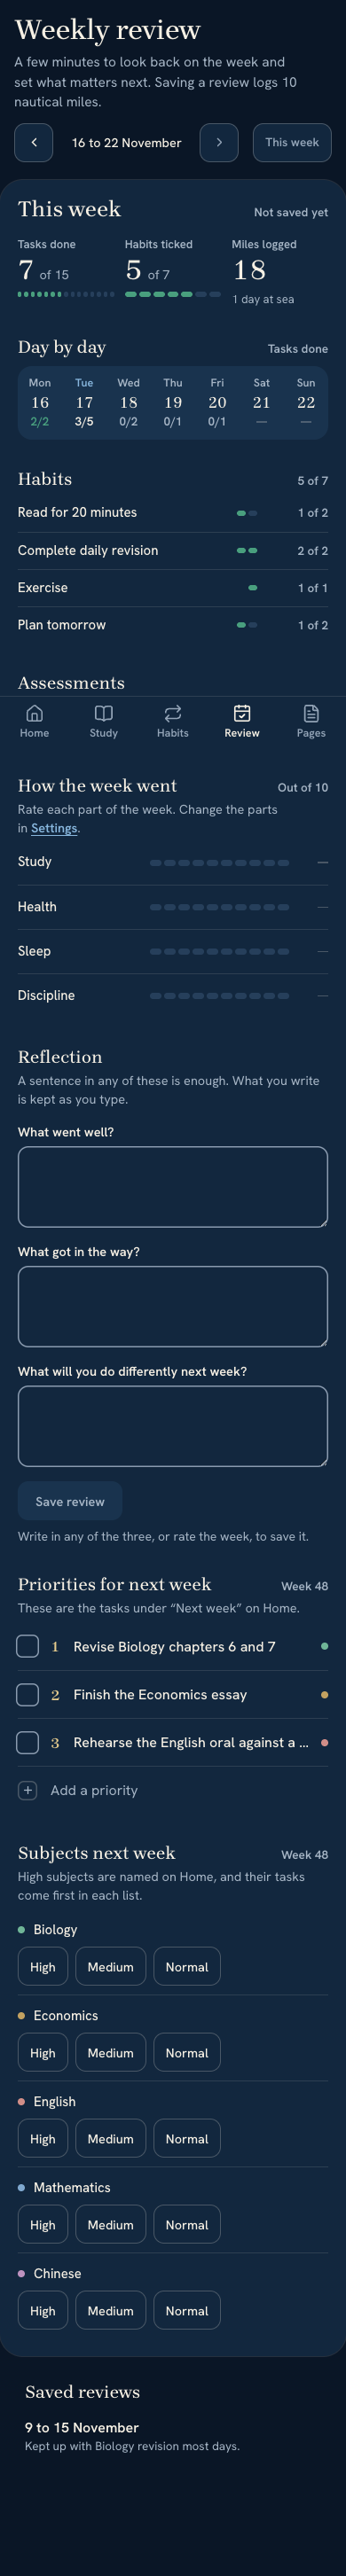 Weekly review
A few minutes to look back on the week and
set what matters next. Saving a review logs 10
nautical miles.
16 to 22 November
This week
This week
Not saved yet
Tasks done
Habits ticked
Miles logged
7 of 15
5 of 7
18
1 day at sea
Day by day
Tasks done
Mon Tue Wed Thu Fri Sat Sun
16 17 18 19 20 21 22
2/2 3/5 0/2 0/1 0/1 — —
Habits
5 of 7
Read for 20 minutes
1 of 2
Complete daily revision
2 of 2
Exercise
1 of 1
Plan tomorrow
1 of 2
Assessments
Home Study Habits Review Pages
How the week went
Out of 10
Rate each part of the week. Change the parts
in Settings.
Study —
Health —
Sleep —
Discipline —
Reflection
A sentence in any of these is enough. What you write
is kept as you type.
What went well?
What got in the way?
What will you do differently next week?
Save review
Write in any of the three, or rate the week, to save it.
Priorities for next week
Week 48
These are the tasks under “Next week” on Home.
1 Revise Biology chapters 6 and 7
2 Finish the Economics essay
3 Rehearse the English oral against a ...
Add a priority
Subjects next week
Week 48
High subjects are named on Home, and their tasks
come first in each list.
Biology
High Medium Normal
Economics
High Medium Normal
English
High Medium Normal
Mathematics
High Medium Normal
Chinese
High Medium Normal
Saved reviews
9 to 15 November
Kept up with Biology revision most days.